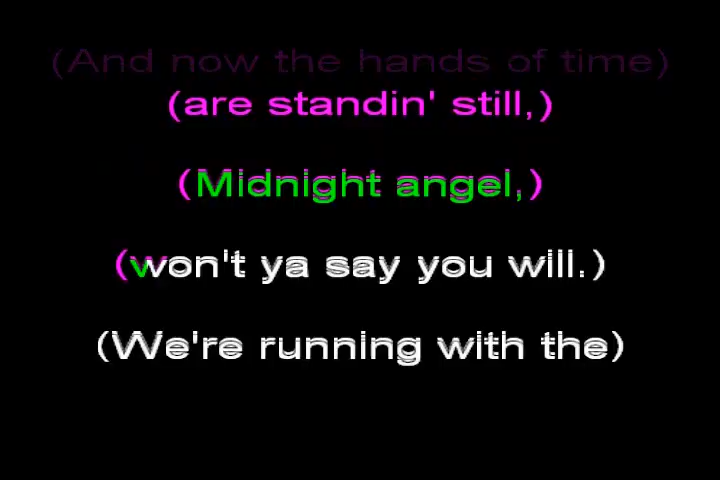 (And now the hands of time)
(are standin' still,)
(Midnight angel,)
(won't ya say you will.)
(We're running with the)